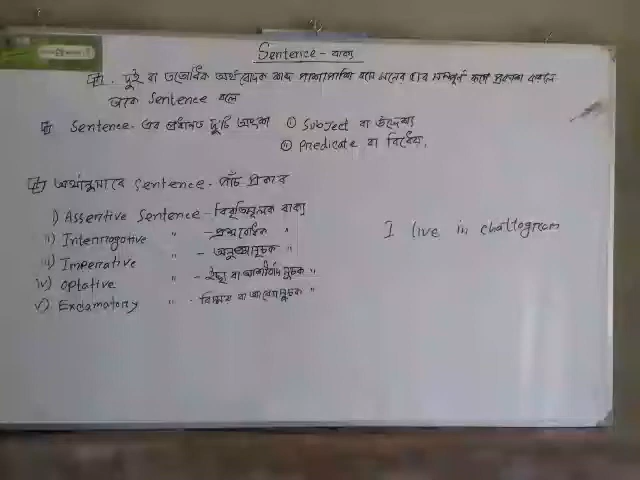 Sentence - বাক্য
দুই বা ততোধিক অর্থবোধক শব্দ পাশাপাশি বসে মনের ভাব সম্পূর্ণ রূপে প্রকাশ করলে
তাকে Sentence বলে
Sentence এর প্রধানত দুটি অংশ ① Subject বা উদ্দেশ্য
② Predicate বা বিধেয়,
অর্থানুসারে Sentence পাঁচ প্রকার
i) Assertive Sentence - বিবৃতিমূলক বাক্য
ii) Interrogative " - প্রশ্নবোধক "
iii) Imperative " - অনুজ্ঞাসূচক "
iv) Optative " - ইচ্ছা বা আশীর্বাদ সূচক "
v) Exclamatory " - বিস্ময় বা আবেগসূচক "
I live in chattogram